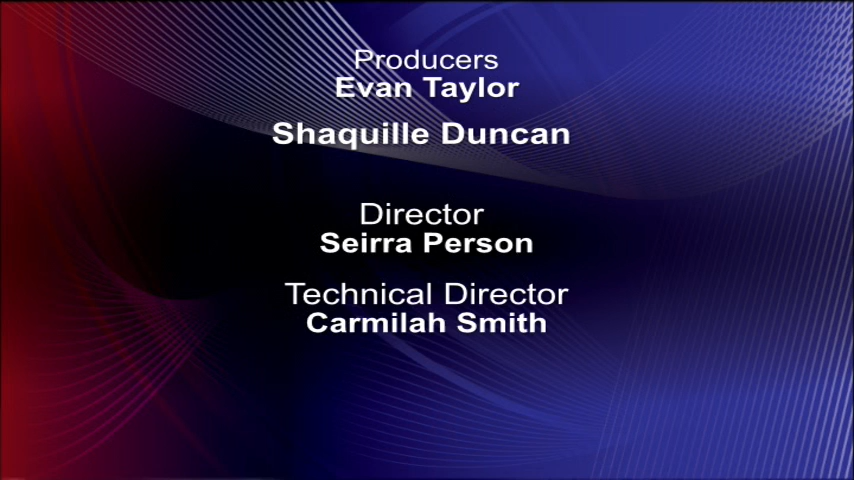 Producers
Evan Taylor
Shaquille Duncan
Director
Seirra Person
Technical Director
Carmilah Smith